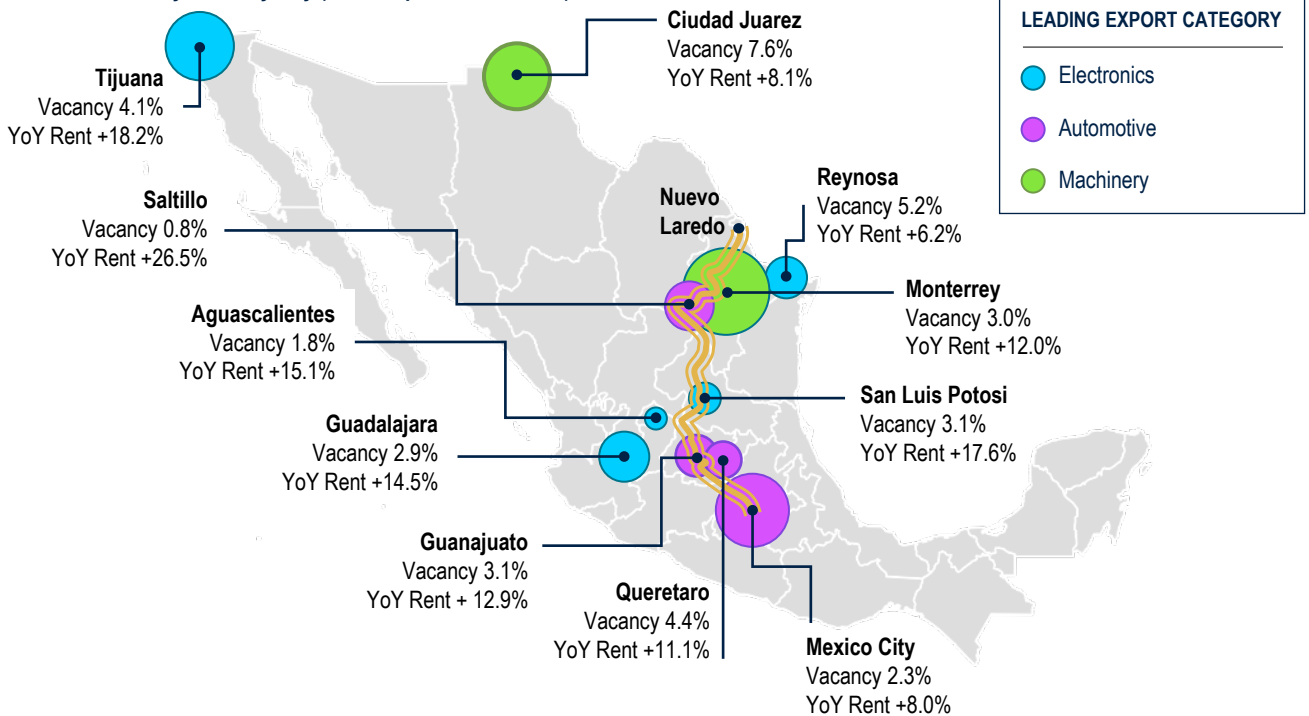 Ciudad Juarez
Vacancy 7.6%
YoY Rent +8.1%
LEADING EXPORT CATEGORY
Electronics
Automotive
Machinery
Tijuana
Vacancy 4.1%
YoY Rent +18.2%
Saltillo
Vacancy 0.8%
YoY Rent +26.5%
Nuevo
Laredo
Reynosa
Vacancy 5.2%
YoY Rent +6.2%
Aguascalientes
Vacancy 1.8%
YoY Rent +15.1%
Monterrey
Vacancy 3.0%
YoY Rent +12.0%
Guadalajara
Vacancy 2.9%
YoY Rent +14.5%
San Luis Potosi
Vacancy 3.1%
YoY Rent +17.6%
Guanajuato
Vacancy 3.1%
YoY Rent + 12.9%
Queretaro
Vacancy 4.4%
YoY Rent +11.1%
Mexico City
Vacancy 2.3%
YoY Rent +8.0%